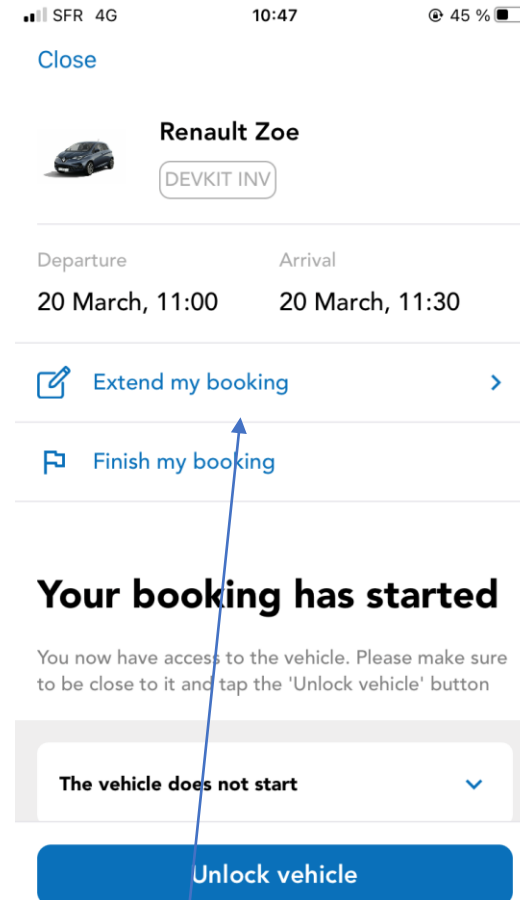 SFR 4G 10:47 45 %
Close
Renault Zoe
DEVKIT INV
Departure Arrival
20 March, 11:00 20 March, 11:30
Extend my booking
Finish my booking
Your booking has started
You now have access to the vehicle. Please make sure
to be close to it and tap the 'Unlock vehicle' button
The vehicle does not start
Unlock vehicle